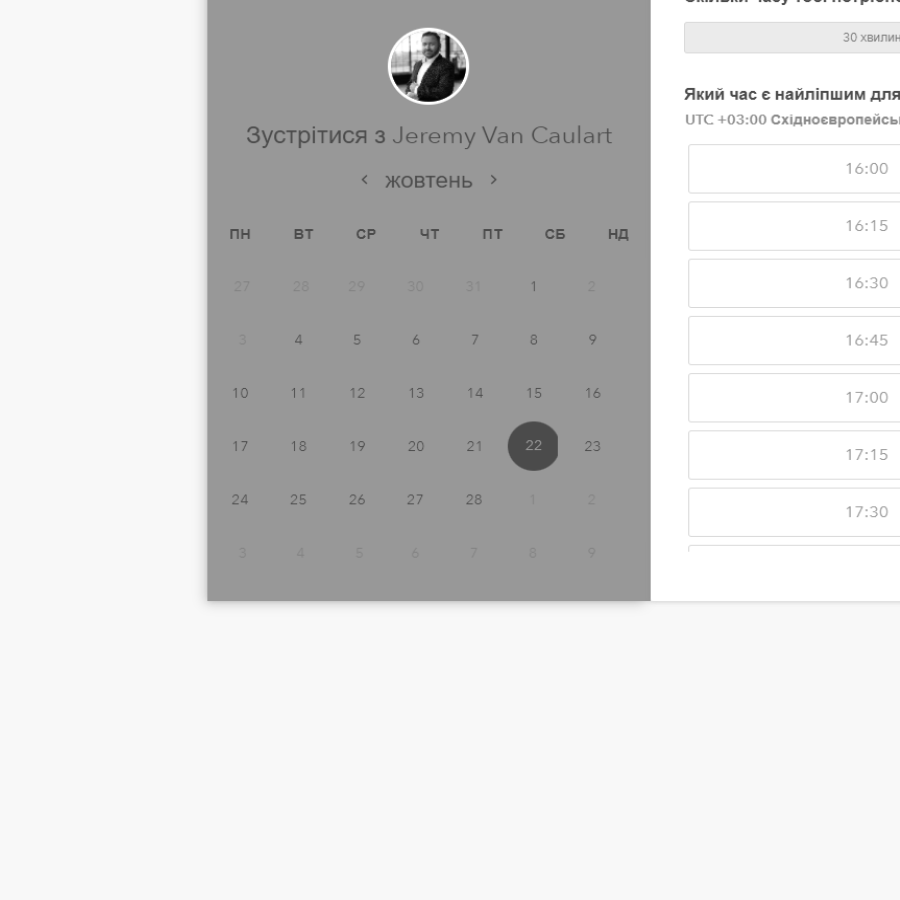 Зустрітися з Jeremy Van Caulart
жовтень
ПН ВТ СР ЧТ ПТ СБ НД
27 28 29 30 31 1 2
3 4 5 6 7 8 9
10 11 12 13 14 15 16
17 18 19 20 21 22 23
24 25 26 27 28 1 2
3 4 5 6 7 8 9
30 хвилин
Який час є найліпшим для
UTC +03:00 Східноєвропейсь
16:00
16:15
16:30
16:45
17:00
17:15
17:30